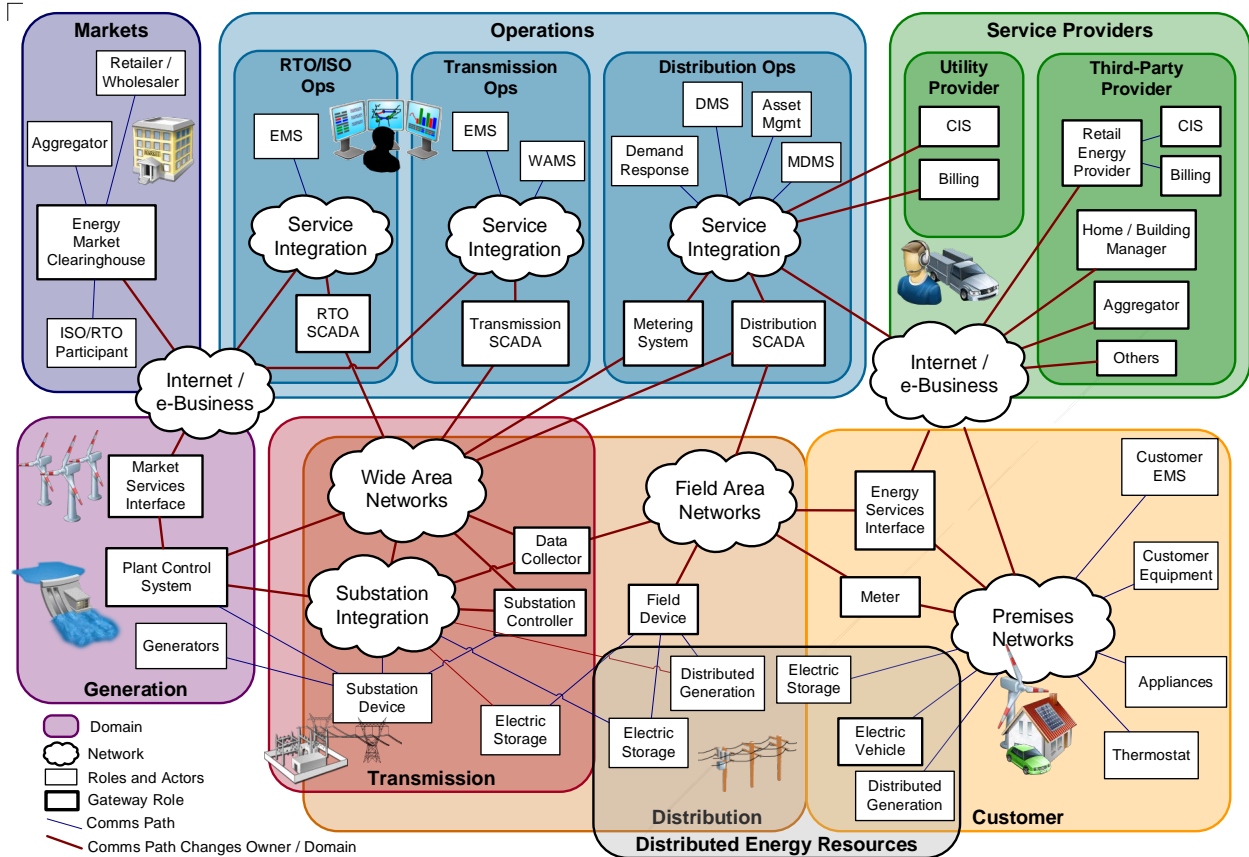 Markets
Retailer /
Wholesaler
Aggregator
Energy
Market
Clearinghouse
ISO/RTO
Participant
Internet /
e-Business
Operations
RTO/ISO
Ops
EMS
Service
Integration
RTO
SCADA
Transmission
Ops
EMS
WAMS
Service
Integration
Transmission
SCADA
Distribution Ops
DMS
Asset
Mgmt
Demand
Response
MDMS
Service
Integration
Metering
System
Distribution
SCADA
Service Providers
Utility
Provider
CIS
Billing
Third-Party
Provider
Retail
Energy
Provider
CIS
Billing
Home / Building
Manager
Aggregator
Others
Internet /
e-Business
Market
Services
Interface
Plant Control
System
Generators
Generation
Wide Area
Networks
Substation
Integration
Data
Collector
Substation
Controller
Substation
Device
Electric
Storage
Transmission
Field Area
Networks
Field
Device
Distributed
Generation
Electric
Storage
Distribution
Energy
Services
Interface
Meter
Premises
Networks
Customer
EMS
Customer
Equipment
Appliances
Thermostat
Electric
Storage
Electric
Vehicle
Distributed
Generation
Customer
Distributed Energy Resources
Domain
Network
Roles and Actors
Gateway Role
Comms Path
Comms Path Changes Owner / Domain